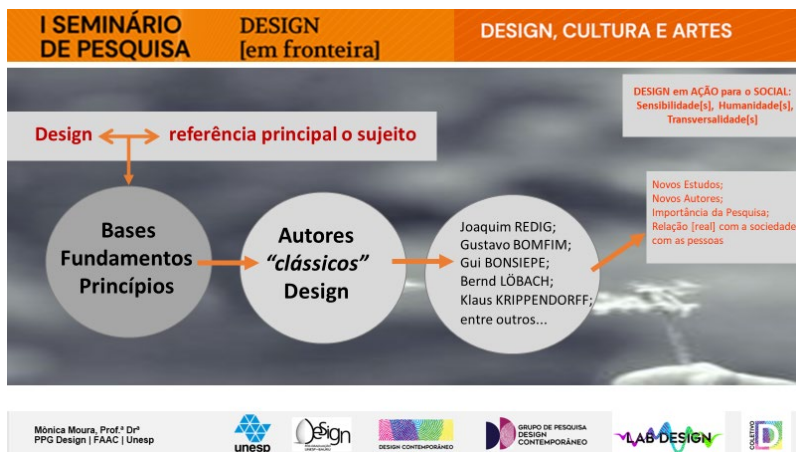 I SEMINÁRIO
DE PESQUISA
DESIGN
[em fronteira]
DESIGN, CULTURA E ARTES
DESIGN em AÇÃO para o SOCIAL:
Sensibilidade[s], Humanidade[s],
Transversalidade[s]
Design
referência principal o sujeito
Bases
Fundamentos
Princípios
Autores
"clássicos"
Design
Joaquim REDIG;
Gustavo BOMFIM;
Gui BONSIEPE;
Bernd LÖBACH;
Klaus KRIPPENDORFF;
entre outros...
Novos Estudos;
Novos Autores;
Importância da Pesquisa;
Relação [real] com a sociedade
com as pessoas
Mônica Moura, Prof.ª Drª
PPG Design | FAAC | Unesp
unesp
Design
DESIGN CONTEMPORÂNEO
GRUPO DE PESQUISA
DESIGN
CONTEMPORÂNEO
LAB DESIGN
COLETIVO
D